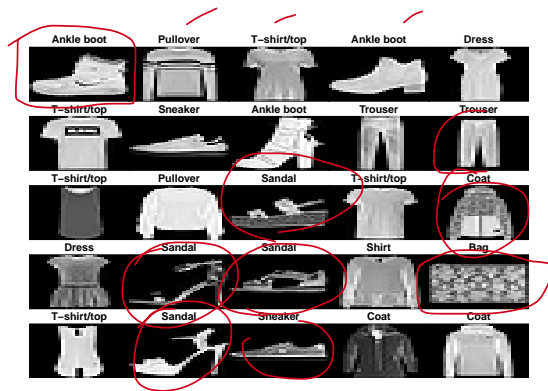 Ankle boot Pullover T-shirt/top Ankle boot Dress
T-shirt/top Sneaker Ankle boot Trouser Trouser
T-shirt/top Pullover Sandal T-shirt/top Coat
Dress Sandal Sandal Shirt Bag
T-shirt/top Sandal Sneaker Coat Coat